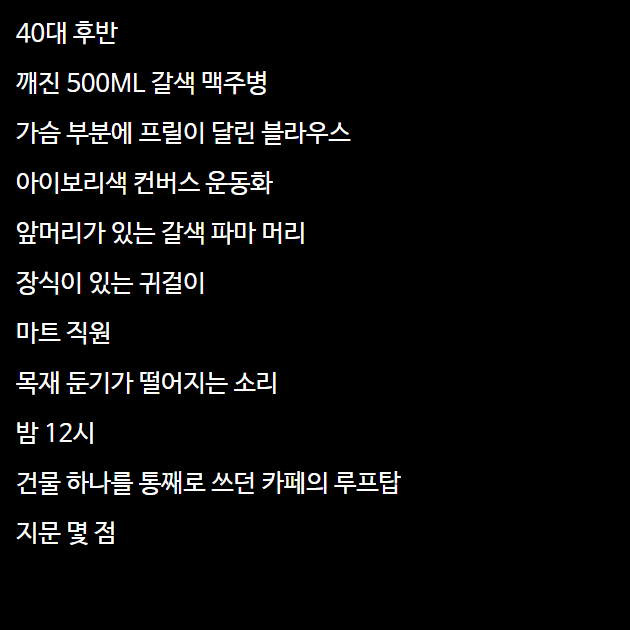 40대 후반
깨진 500ML 갈색 맥주병
가슴 부분에 프릴이 달린 블라우스
아이보리색 컨버스 운동화
앞머리가 있는 갈색 파마 머리
장식이 있는 귀걸이
마트 직원
목재 둔기가 떨어지는 소리
밤 12시
건물 하나를 통째로 쓰던 카페의 루프탑
지문 몇 점